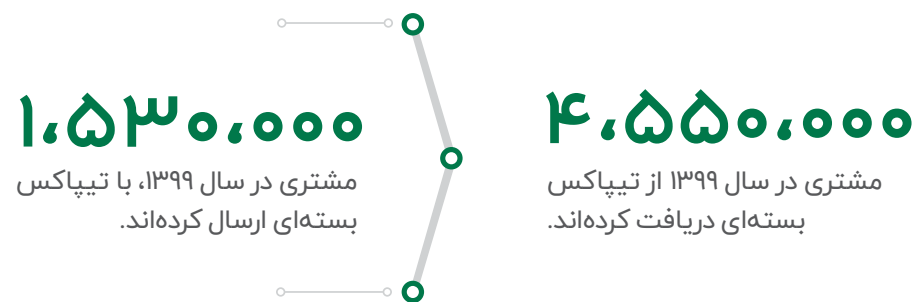 ۴،۵۵۰،۰۰۰
مشتری در سال ۱۳۹۹ از تیپاکس
بسته‌ای دریافت کرده‌اند.
۱،۵۳۰،۰۰۰
مشتری در سال ۱۳۹۹، با تیپاکس
بسته‌ای ارسال کرده‌اند.